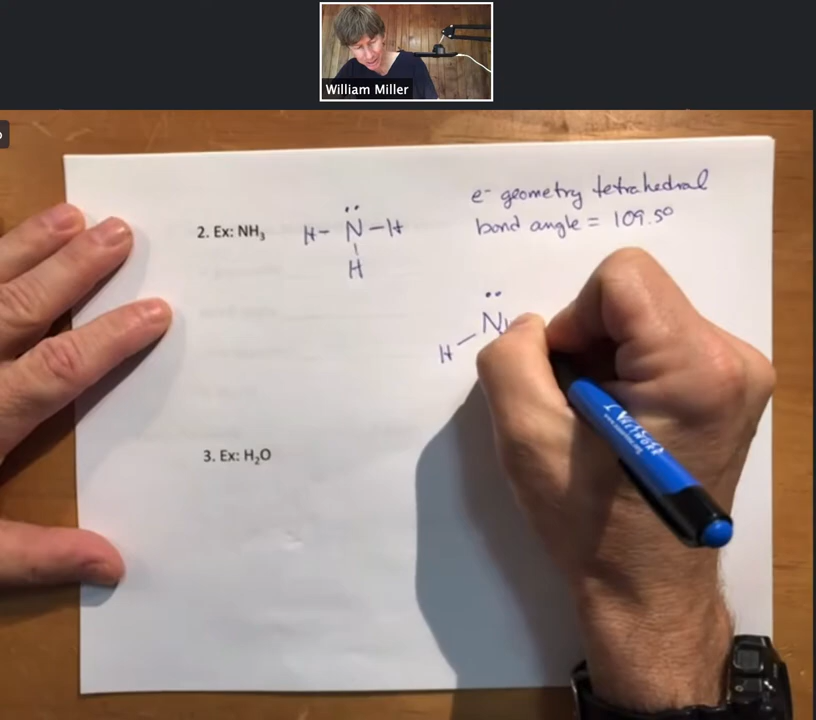 William Miller
e⁻ geometry tetrahedral
2. Ex: NH₃
bond angle = 109.5°
H–N̈–H
|
H
N̈
H
3. Ex: H₂O